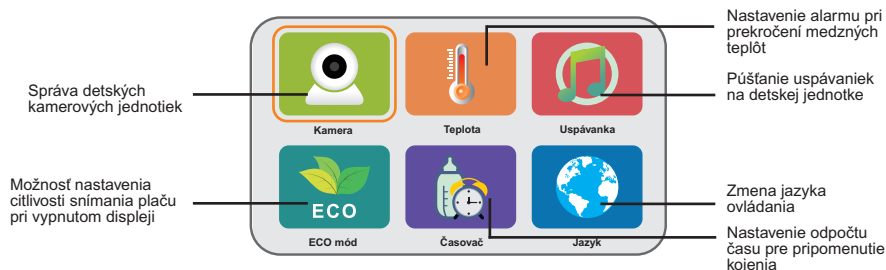 Nastavenie alarmu pri
prekročení medzných
teplôt
Správa detských
kamerových jednotiek
Púšťanie uspávaniek
na detskej jednotke
Kamera
Teplota
Uspávanka
Možnosť nastavenia
citlivosti snímania plaču
pri vypnutom displeji
ECO
Zmena jazyka
ovládania
ECO mód
Časovač
Jazyk
Nastavenie odpočtu
času pre pripomenutie
kojenia